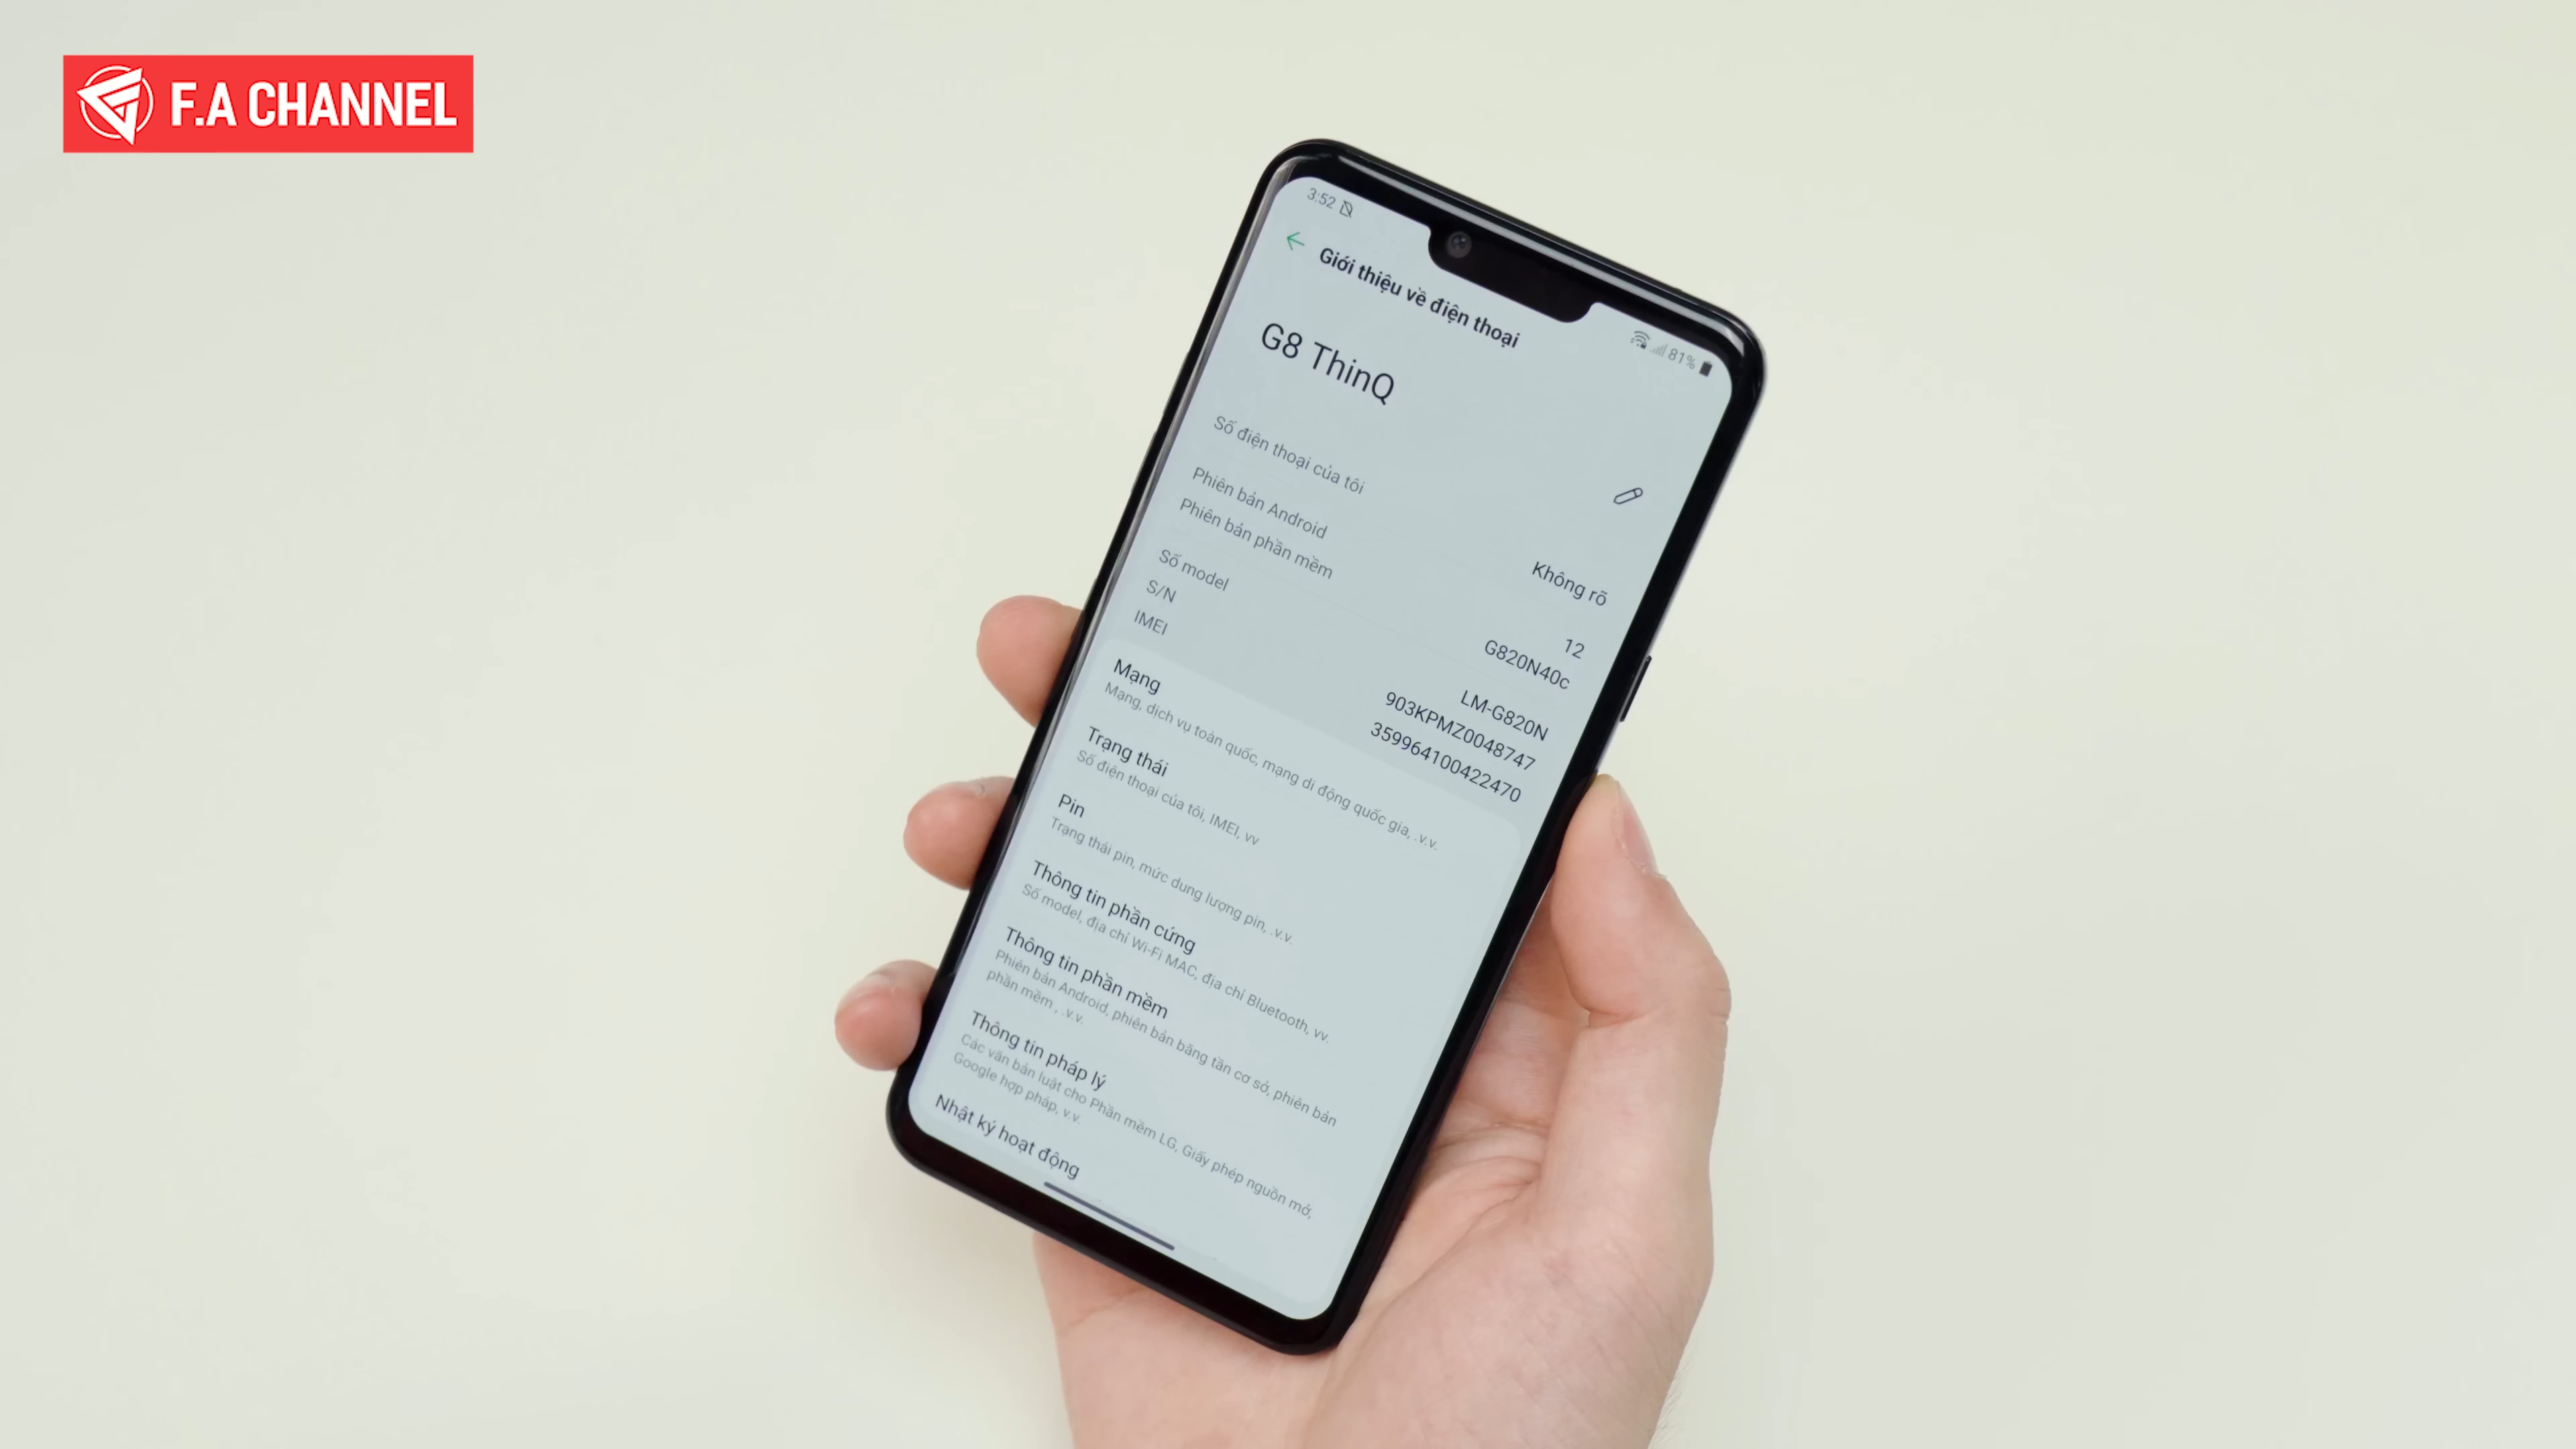 F.A CHANNEL
3:52
81%
Giới thiệu về điện thoại
G8 ThinQ
Số điện thoại của tôi
Không rõ
Phiên bản Android
12
Phiên bản phần mềm
G820N40c
Số model
LM-G820N
S/N
903KPMZ0048747
IMEI
359964100422470
Mạng
Mạng, dịch vụ toàn quốc, mạng di động quốc gia, .v.v.
Trạng thái
Số điện thoại của tôi, IMEI, vv
Pin
Trạng thái pin, mức dung lượng pin, .v.v.
Thông tin phần cứng
Số model, địa chỉ Wi-Fi MAC, địa chỉ Bluetooth, vv.
Thông tin phần mềm
Phiên bản Android, phiên bản băng tần cơ sở, phiên bản
phần mềm , .v.v.
Thông tin pháp lý
Các văn bản luật cho Phần mềm LG, Giấy phép nguồn mở,
Google hợp pháp, v.v.
Nhật ký hoạt động